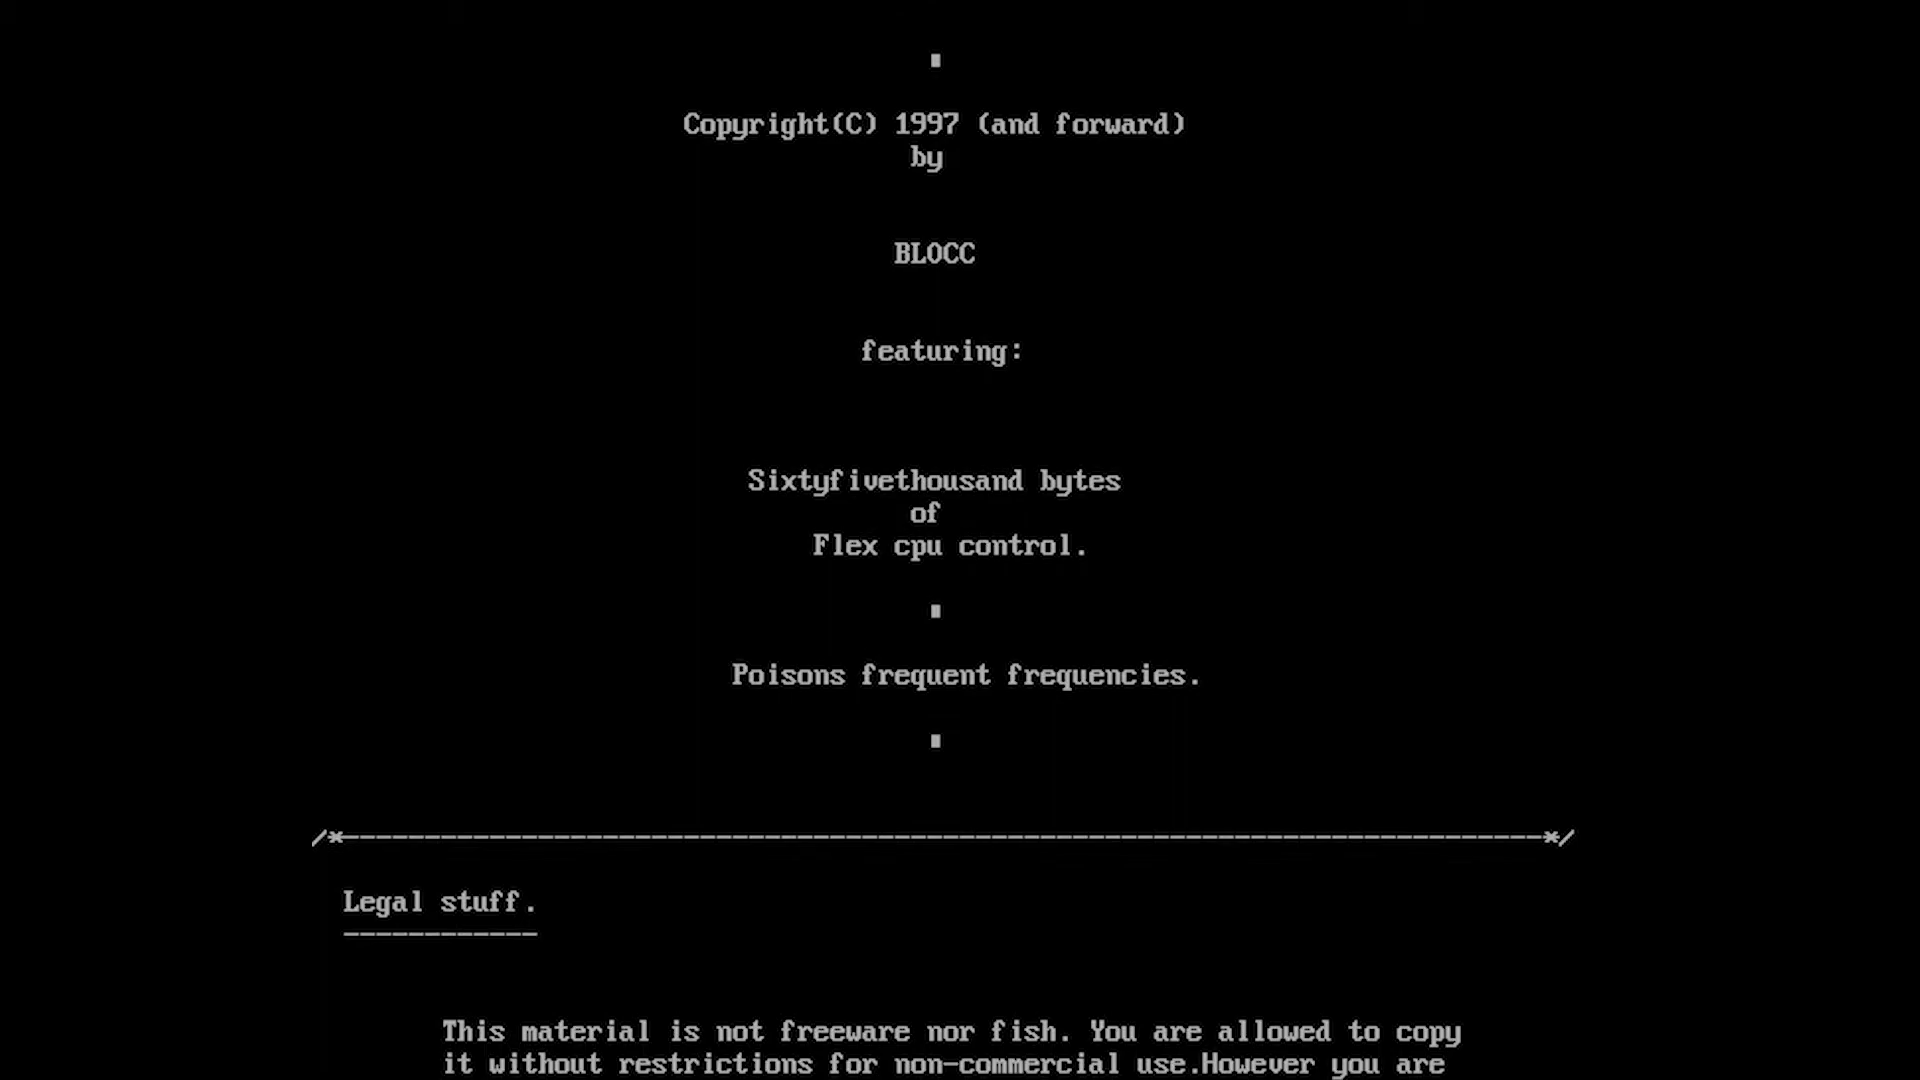 Copyright(C) 1997 (and forward)
by
BLOCC
featuring:
Sixtyfivethousand bytes
of
Flex cpu control.
Poisons frequent frequencies.
/*---------------------------------------------------------------------------*/
Legal stuff.
------------
This material is not freeware nor fish. You are allowed to copy
it without restrictions for non-commercial use.However you are